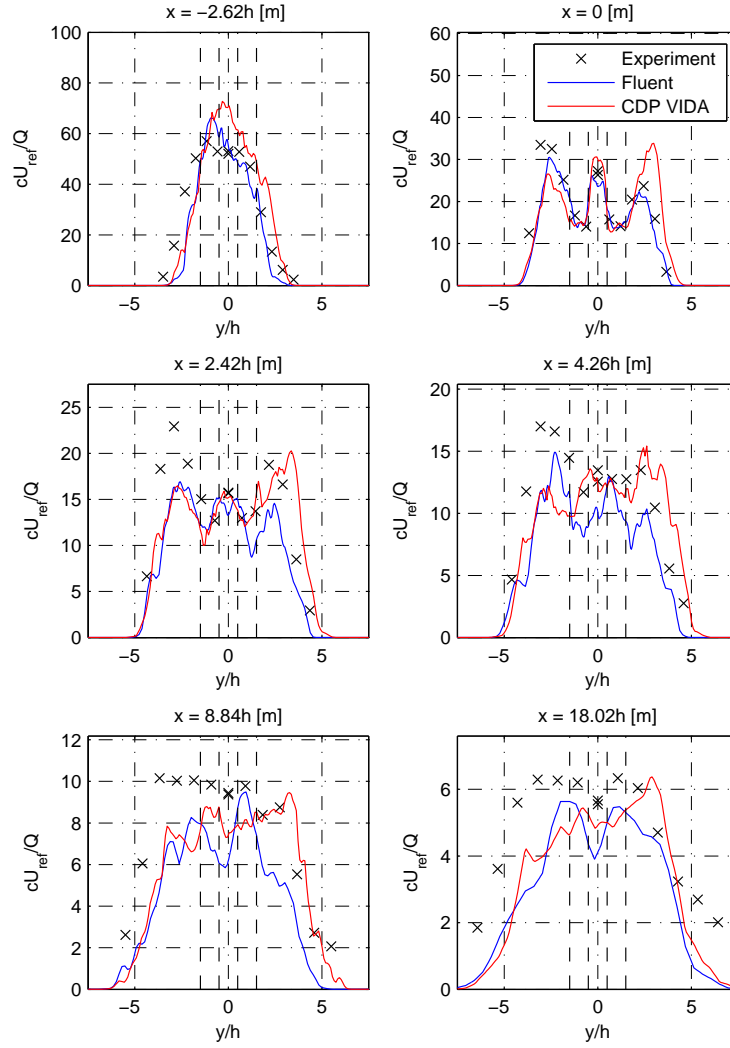 x = −2.62h [m]
x = 0 [m]
100
80
60
40
20
0
cU_ref/Q
−5
0
5
y/h
60
50
40
30
20
10
0
cU_ref/Q
−5
0
5
y/h
Experiment
Fluent
CDP VIDA
x = 2.42h [m]
x = 4.26h [m]
25
20
15
10
5
0
cU_ref/Q
−5
0
5
y/h
20
15
10
5
0
cU_ref/Q
−5
0
5
y/h
x = 8.84h [m]
x = 18.02h [m]
12
10
8
6
4
2
0
cU_ref/Q
−5
0
5
y/h
6
4
2
0
cU_ref/Q
−5
0
5
y/h